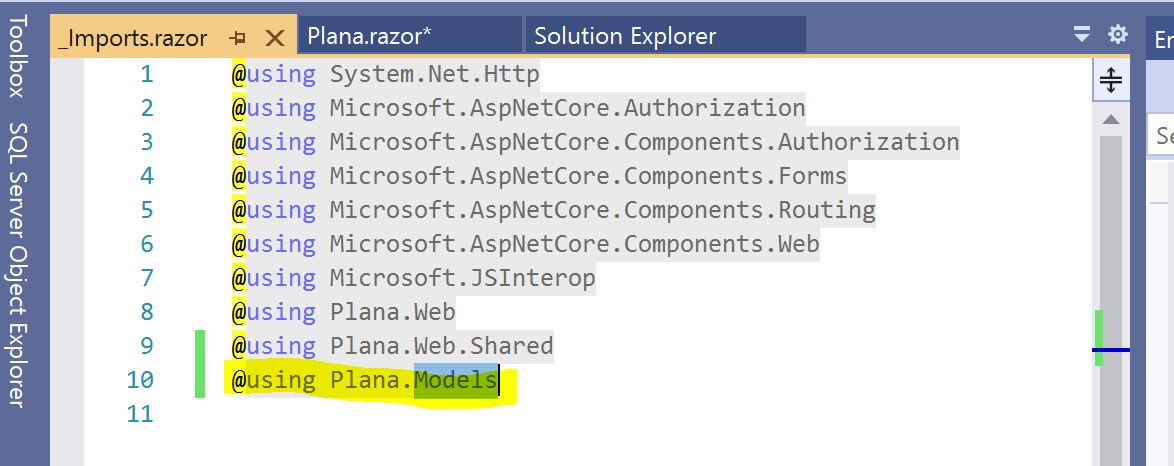 _Imports.razor
Plana.razor*
Solution Explorer
En
Toolbox
SQL Server Object Explorer
Se
1 @using System.Net.Http
2 @using Microsoft.AspNetCore.Authorization
3 @using Microsoft.AspNetCore.Components.Authorization
4 @using Microsoft.AspNetCore.Components.Forms
5 @using Microsoft.AspNetCore.Components.Routing
6 @using Microsoft.AspNetCore.Components.Web
7 @using Microsoft.JSInterop
8 @using Plana.Web
9 @using Plana.Web.Shared
10 @using Plana.Models
11